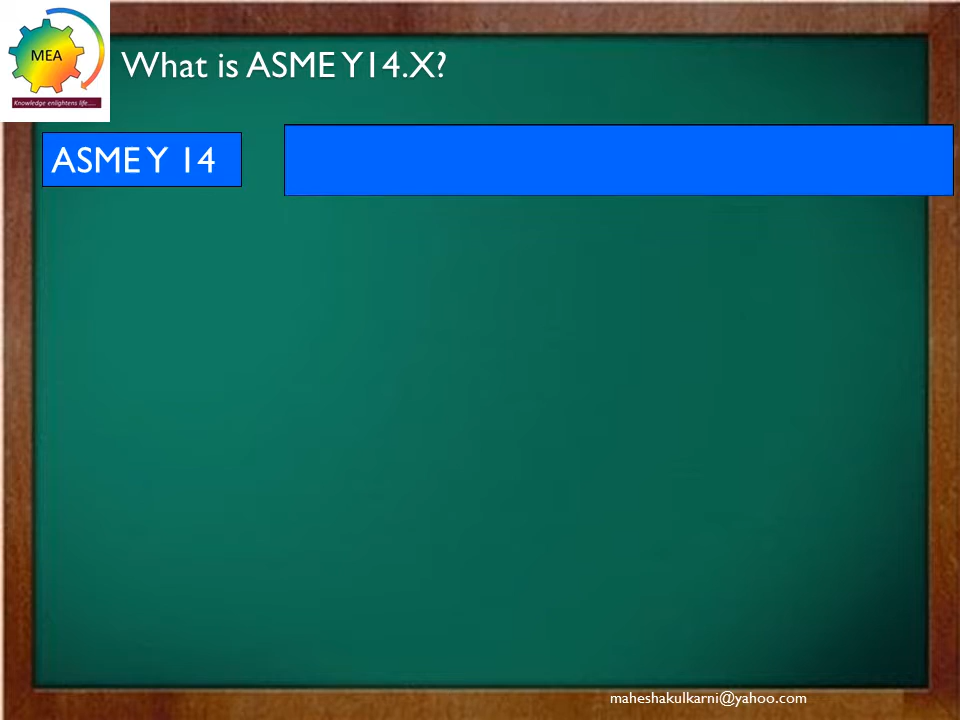 MEA
Knowledge enlightens life.....
What is ASME Y14.X?
ASME Y 14
maheshakulkarni@yahoo.com